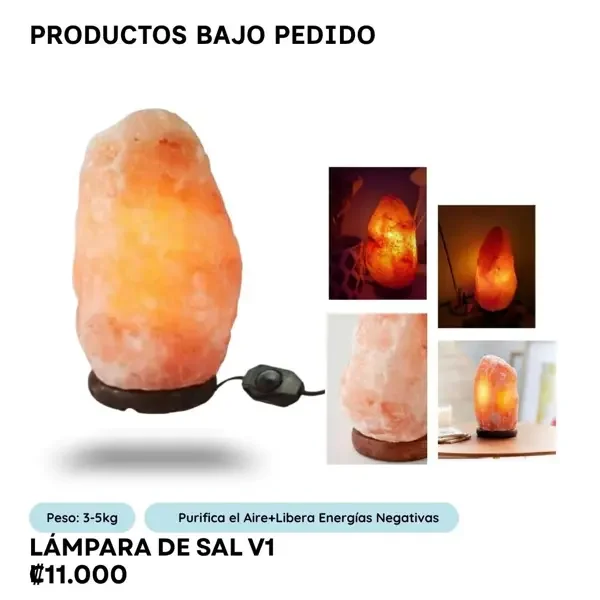 PRODUCTOS BAJO PEDIDO
Peso: 3-5kg
Purifica el Aire+Libera Energías Negativas
LÁMPARA DE SAL V1
₡11.000